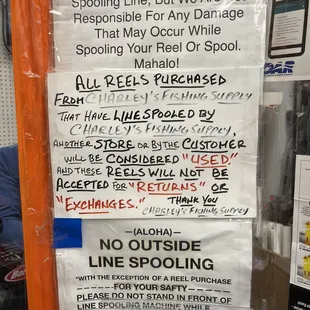 Spooling Line, But We Are Not
Responsible For Any Damage
That May Occur While
Spooling Your Reel Or Spool.
Mahalo!
ALL REELS PURCHASED
FROM CHARLEY'S FISHING SUPPLY
THAT HAVE LINE SPOOLED BY
CHARLEY'S FISHING SUPPLY,
ANOTHER STORE OR BY THE CUSTOMER
WILL BE CONSIDERED "USED."
AND THESE REELS WILL NOT BE
ACCEPTED FOR "RETURNS" OR
"EXCHANGES." THANK YOU
CHARLEY'S FISHING SUPPLY
—(ALOHA)—
NO OUTSIDE
LINE SPOOLING
*WITH THE EXCEPTION OF A REEL PURCHASE
FOR YOUR SAFTY
PLEASE DO NOT STAND IN FRONT OF
LINE SPOOLING MACHINE WHILE